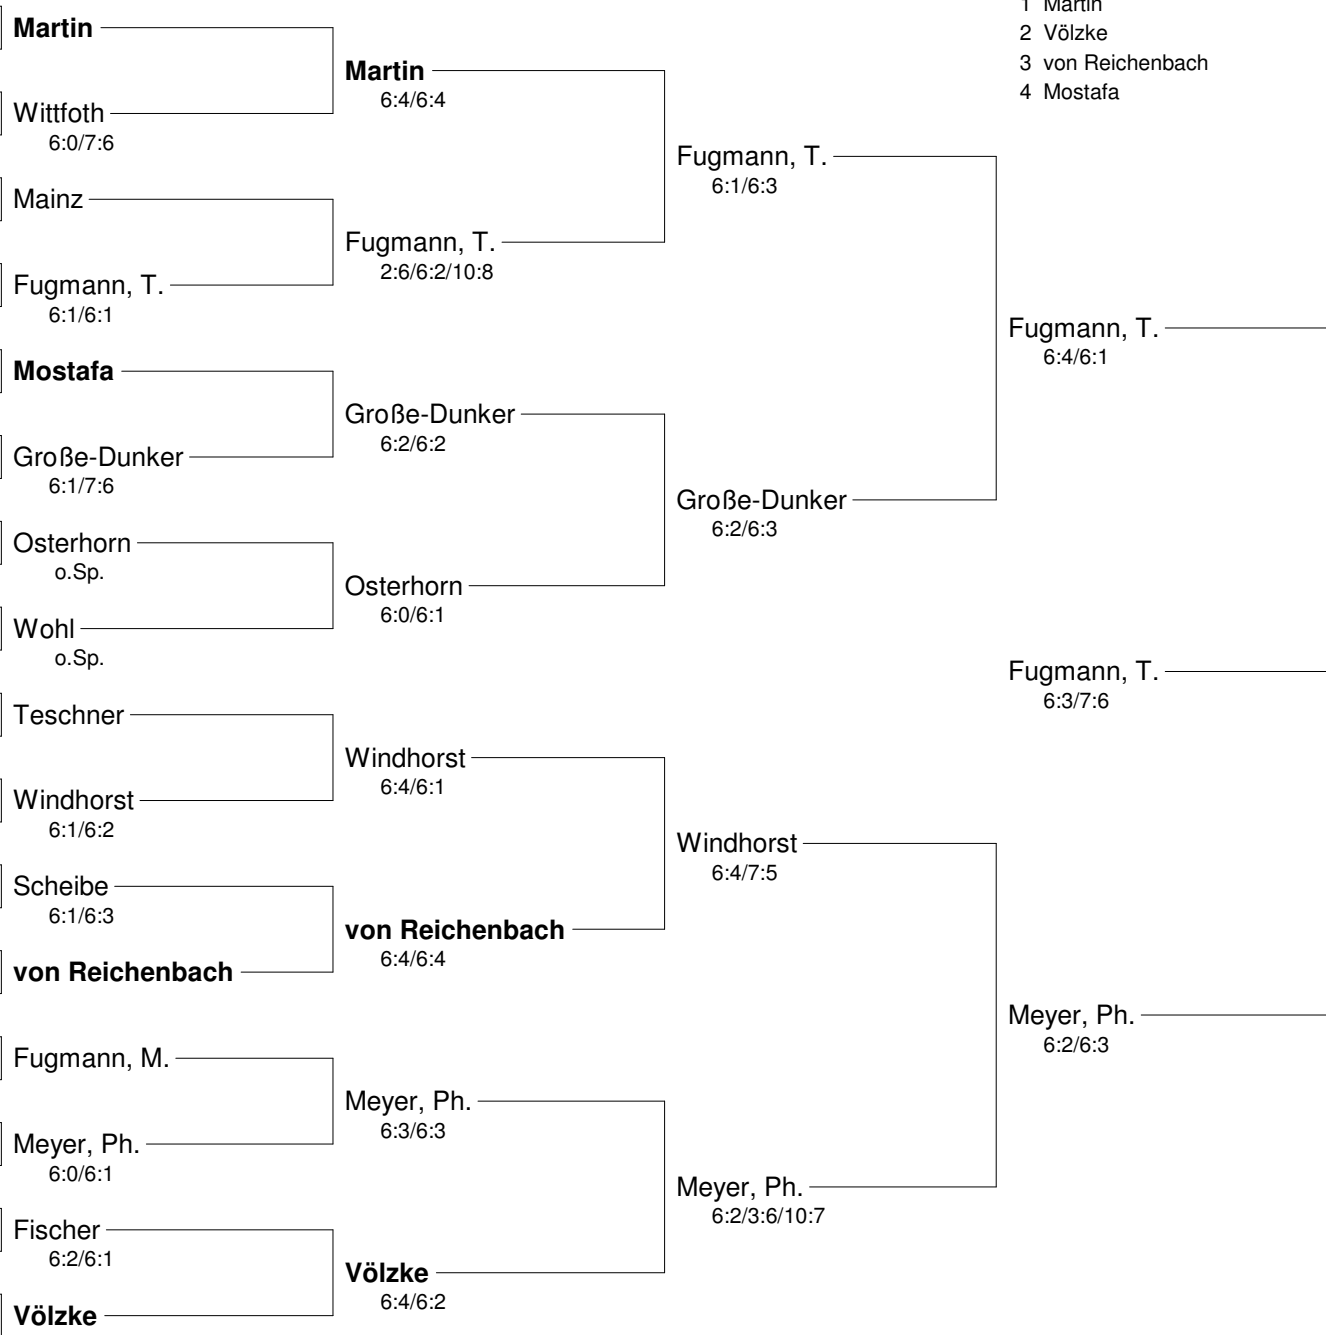 Martin
Wittfoth
6:0/7:6
Mainz
Fugmann, T.
6:1/6:1
Mostafa
Große-Dunker
6:1/7:6
Osterhorn
o.Sp.
Wohl
o.Sp.
Teschner
Windhorst
6:1/6:2
Scheibe
6:1/6:3
von Reichenbach
Fugmann, M.
Meyer, Ph.
6:0/6:1
Fischer
6:2/6:1
Völzke
Martin
6:4/6:4
Fugmann, T.
2:6/6:2/10:8
Große-Dunker
6:2/6:2
Osterhorn
6:0/6:1
Windhorst
6:4/6:1
von Reichenbach
6:4/6:4
Meyer, Ph.
6:3/6:3
Völzke
6:4/6:2
Fugmann, T.
6:1/6:3
Große-Dunker
6:2/6:3
Windhorst
6:4/7:5
Meyer, Ph.
6:2/3:6/10:7
1 Martin
2 Völzke
3 von Reichenbach
4 Mostafa
Fugmann, T.
6:4/6:1
Fugmann, T.
6:3/7:6
Meyer, Ph.
6:2/6:3